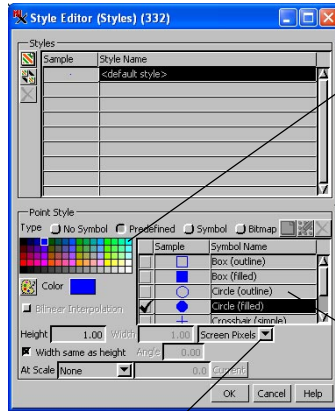 Style Editor (Styles) (332)
Styles
Sample Style Name
<default style>
Point Style
Type No Symbol Predefined Symbol Bitmap
Sample Symbol Name
Box (outline)
Box (filled)
Color
Circle (outline)
Bilinear Interpolation
Circle (filled)
Crosshair (simple)
Height 1.00 Width 1.00 Screen Pixels
Width same as height Angle 0.00
At Scale None 0.0 Current
OK Cancel Help